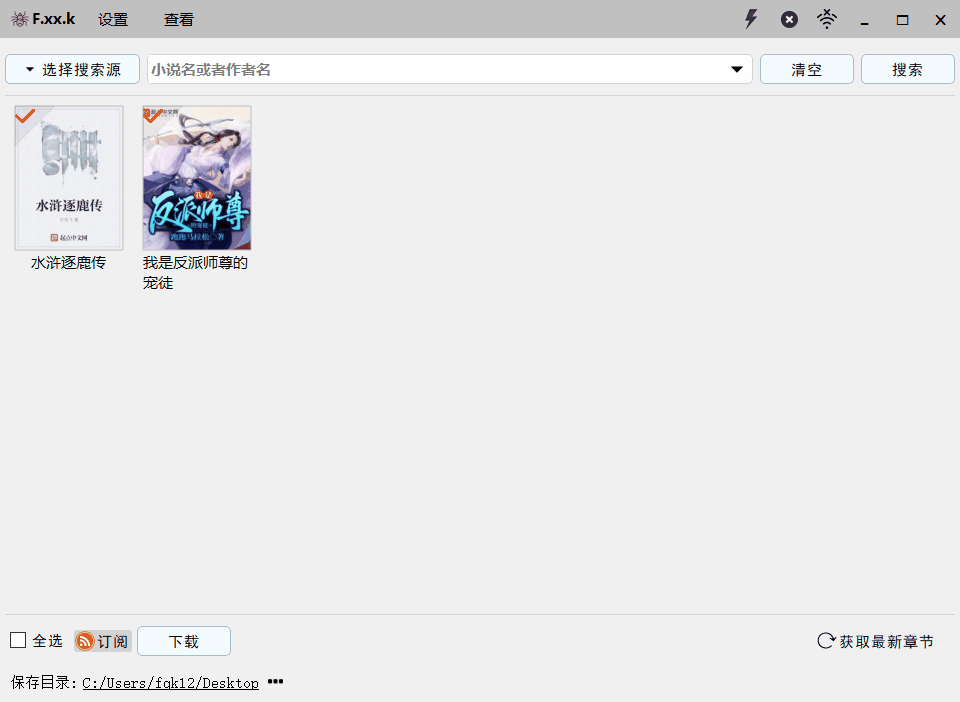 F.xx.k 设置 查看
选择搜索源 小说名或者作者名 清空 搜索
水浒逐鹿传
起点中文网
水浒逐鹿传
我是
反派师尊
的宠徒
跑跑马拉松 著
我是反派师尊的
宠徒
全选 订阅 下载 获取最新章节
保存目录: C:/Users/fqk12/Desktop •••